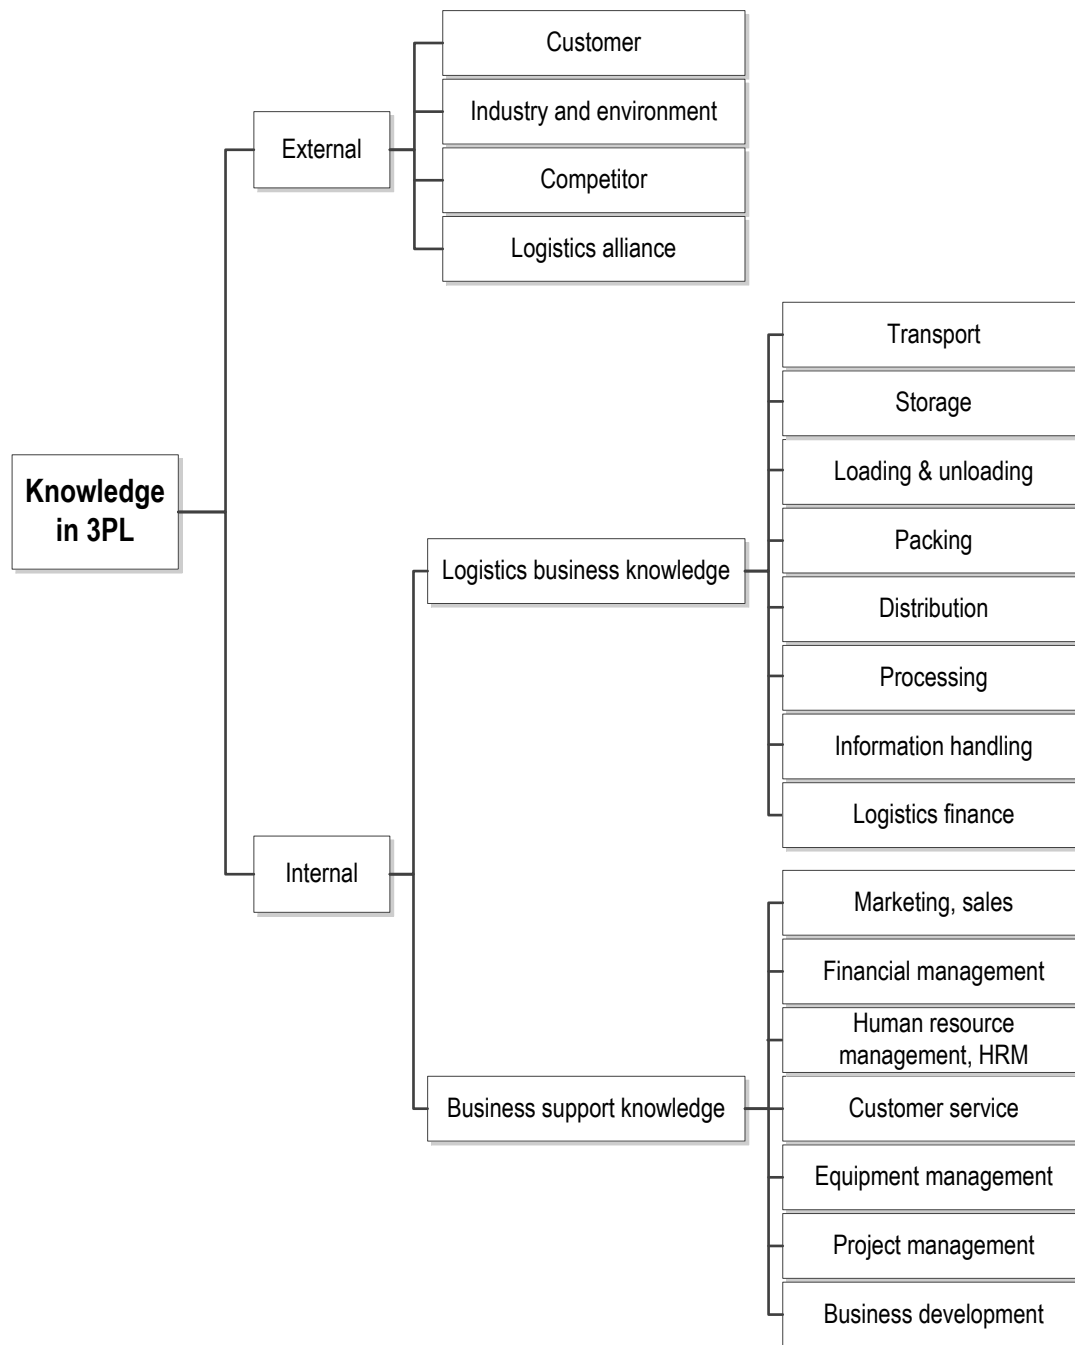 Customer
Industry and environment
External
Competitor
Logistics alliance
Transport
Storage
Loading & unloading
Knowledge
in 3PL
Packing
Logistics business knowledge
Distribution
Processing
Information handling
Logistics finance
Internal
Marketing, sales
Financial management
Human resource
management, HRM
Business support knowledge
Customer service
Equipment management
Project management
Business development